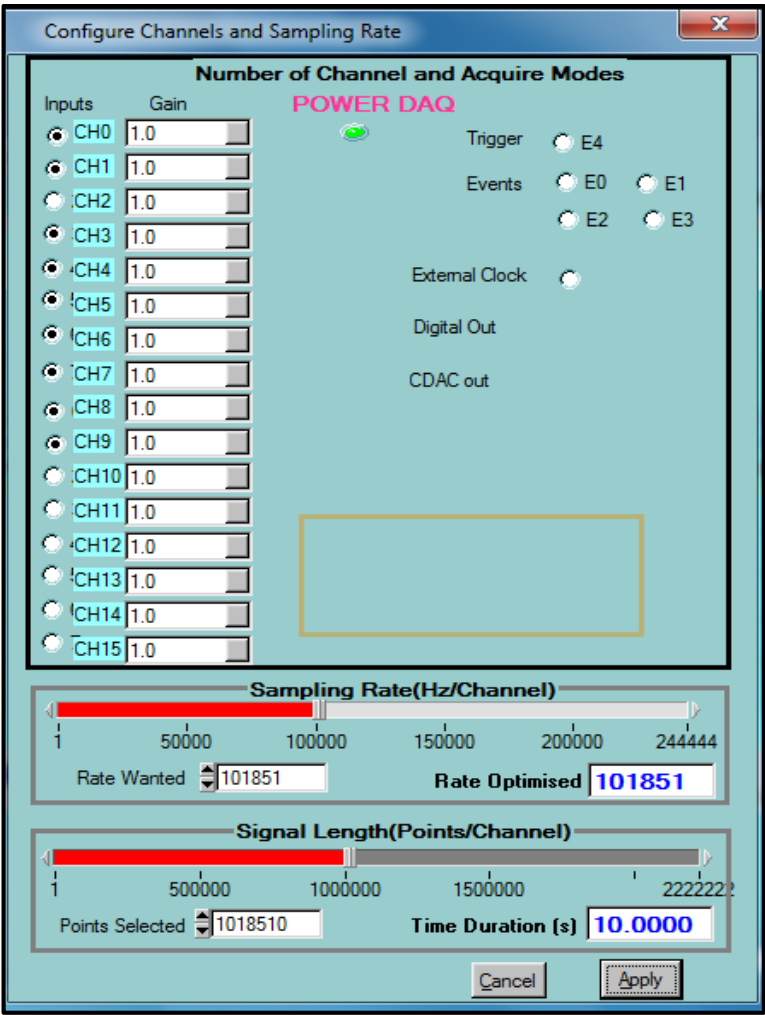 Configure Channels and Sampling Rate
Number of Channel and Acquire Modes
Inputs Gain POWER DAQ
CH0 1.0
Trigger E4
CH1 1.0
Events E0 E1
CH2 1.0
E2 E3
CH3 1.0
CH4 1.0
External Clock
CH5 1.0
Digital Out
CH6 1.0
CH7 1.0
CDAC out
CH8 1.0
CH9 1.0
CH10 1.0
CH11 1.0
CH12 1.0
CH13 1.0
CH14 1.0
CH15 1.0
Sampling Rate(Hz/Channel)
1 50000 100000 150000 200000 244444
Rate Wanted 101851 Rate Optimised 101851
Signal Length(Points/Channel)
1 500000 1000000 1500000 2222222
Points Selected 1018510 Time Duration (s) 10.0000
Cancel Apply